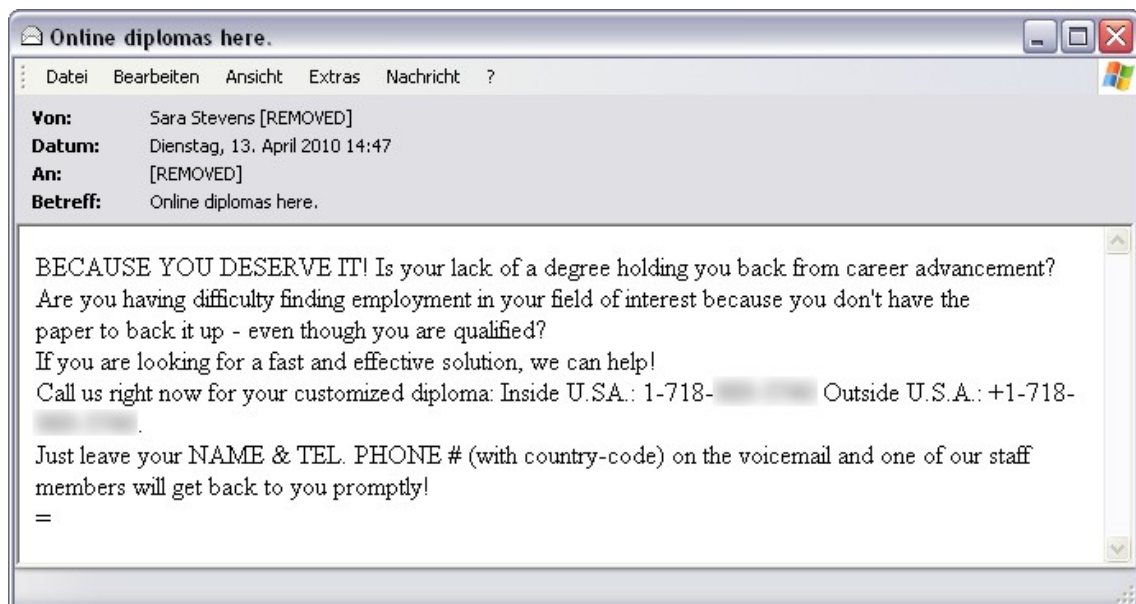 Online diplomas here.
Datei Bearbeiten Ansicht Extras Nachricht ?
Von: Sara Stevens [REMOVED]
Datum: Dienstag, 13. April 2010 14:47
An: [REMOVED]
Betreff: Online diplomas here.
BECAUSE YOU DESERVE IT! Is your lack of a degree holding you back from career advancement?
Are you having difficulty finding employment in your field of interest because you don't have the
paper to back it up - even though you are qualified?
If you are looking for a fast and effective solution, we can help!
Call us right now for your customized diploma: Inside U.SA.: 1-718- Outside U.S.A.: +1-718-
.
Just leave your NAME & TEL. PHONE # (with country-code) on the voicemail and one of our staff
members will get back to you promptly!
=